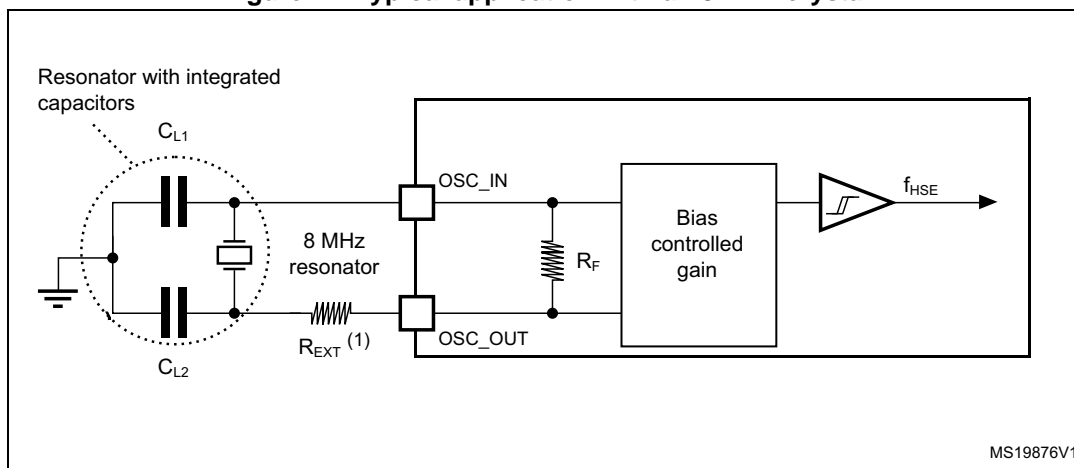 Resonator with integrated
capacitors
CL1
OSC_IN
fHSE
8 MHz
resonator
RF
Bias
controlled
gain
REXT (1)
OSC_OUT
CL2
MS19876V1